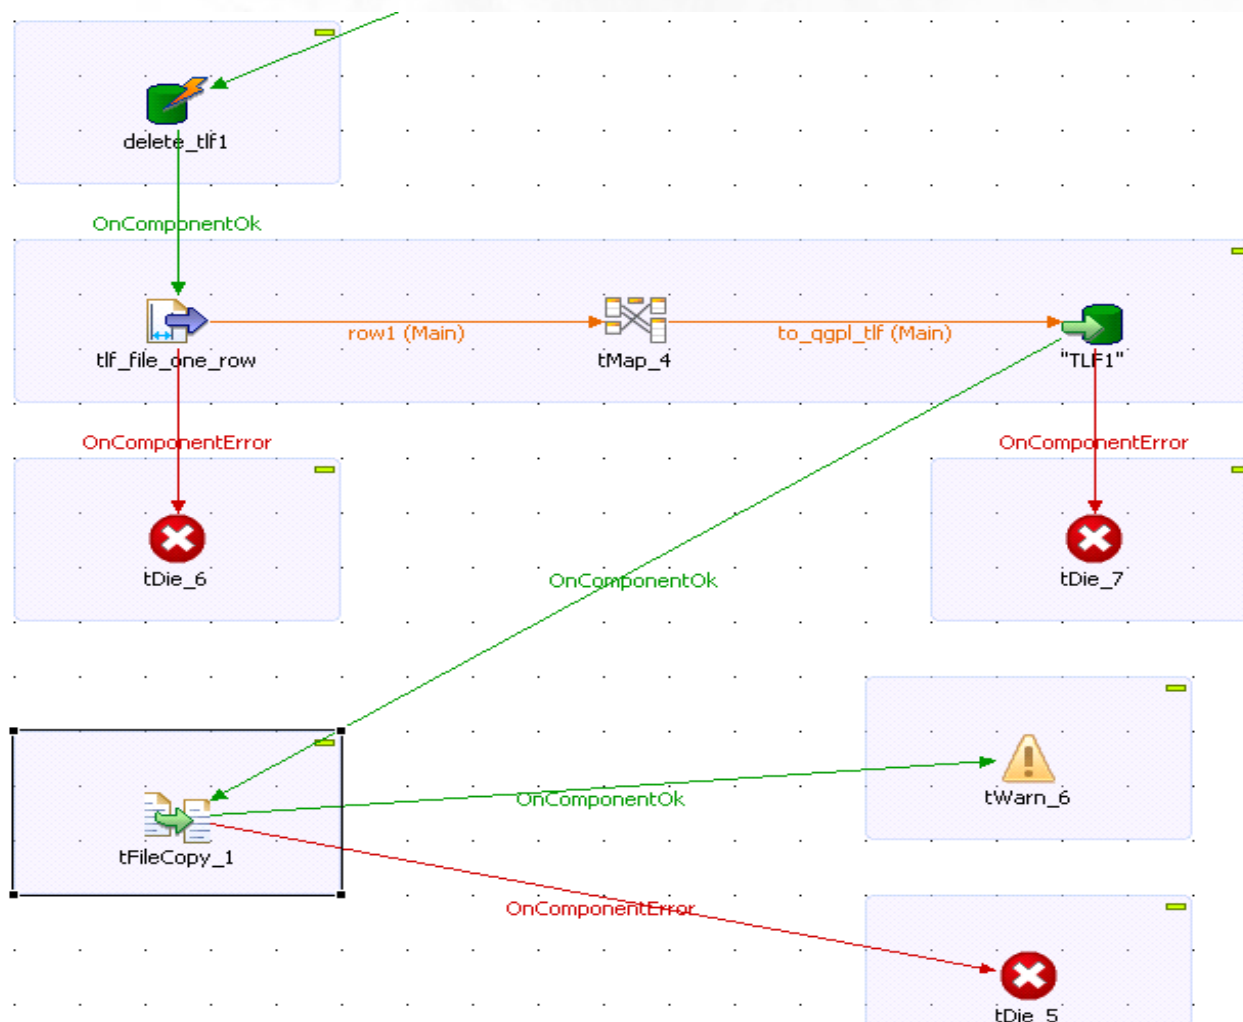 delete_tlf1
OnComponentOk
row1 (Main)
to_qgpl_tlf (Main)
tlf_file_one_row
tMap_4
"TLF1"
OnComponentError
OnComponentError
tDie_6
tDie_7
OnComponentOk
tWarn_6
OnComponentOk
tFileCopy_1
OnComponentError
tDie_5